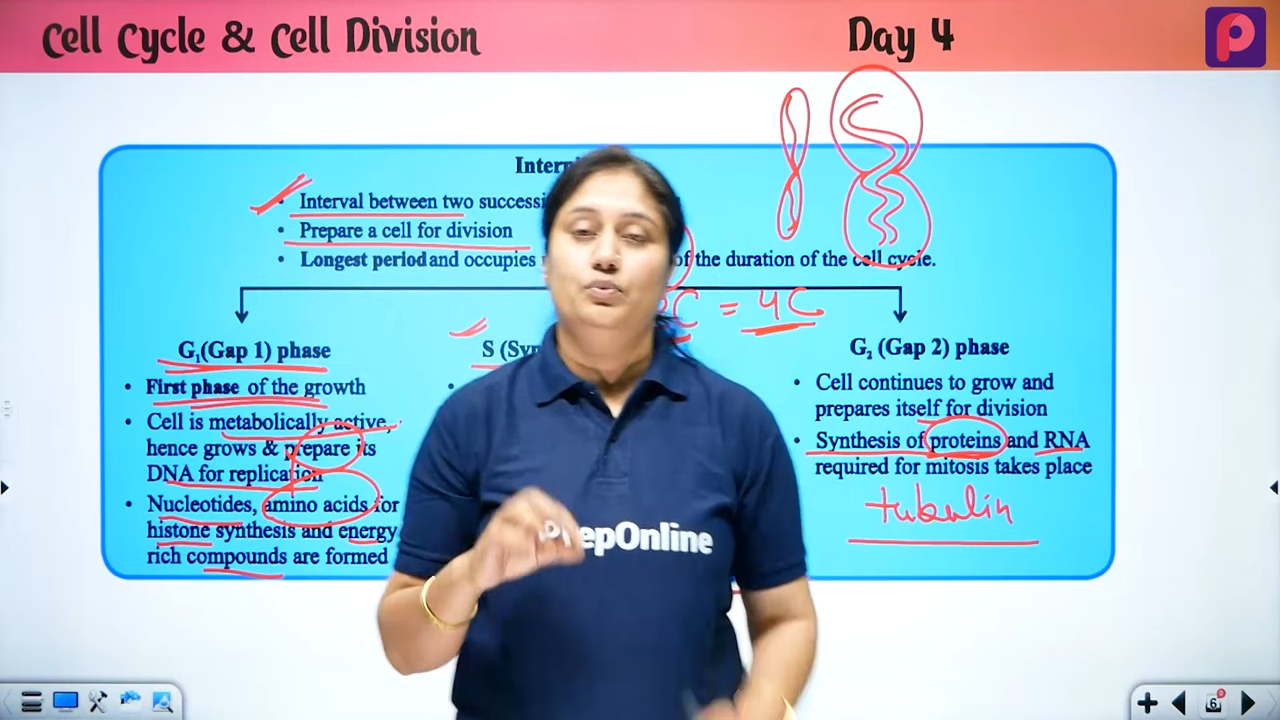 Cell Cycle & Cell Division
Day 4
• Interval between two
• Prepare a cell for division
• Longest period and occupies of the duration of the cell cycle.
C = 4C
G₁(Gap 1) phase
• First phase of the growth
• Cell is metabolically active,
hence grows & prepare its
DNA for replication
• Nucleotides, amino acids for
histone synthesis and energy
rich compounds are formed
S
G₂ (Gap 2) phase
• Cell continues to grow and
prepares itself for division
• Synthesis of proteins and RNA
required for mitosis takes place
tubulin
PrepOnline
6